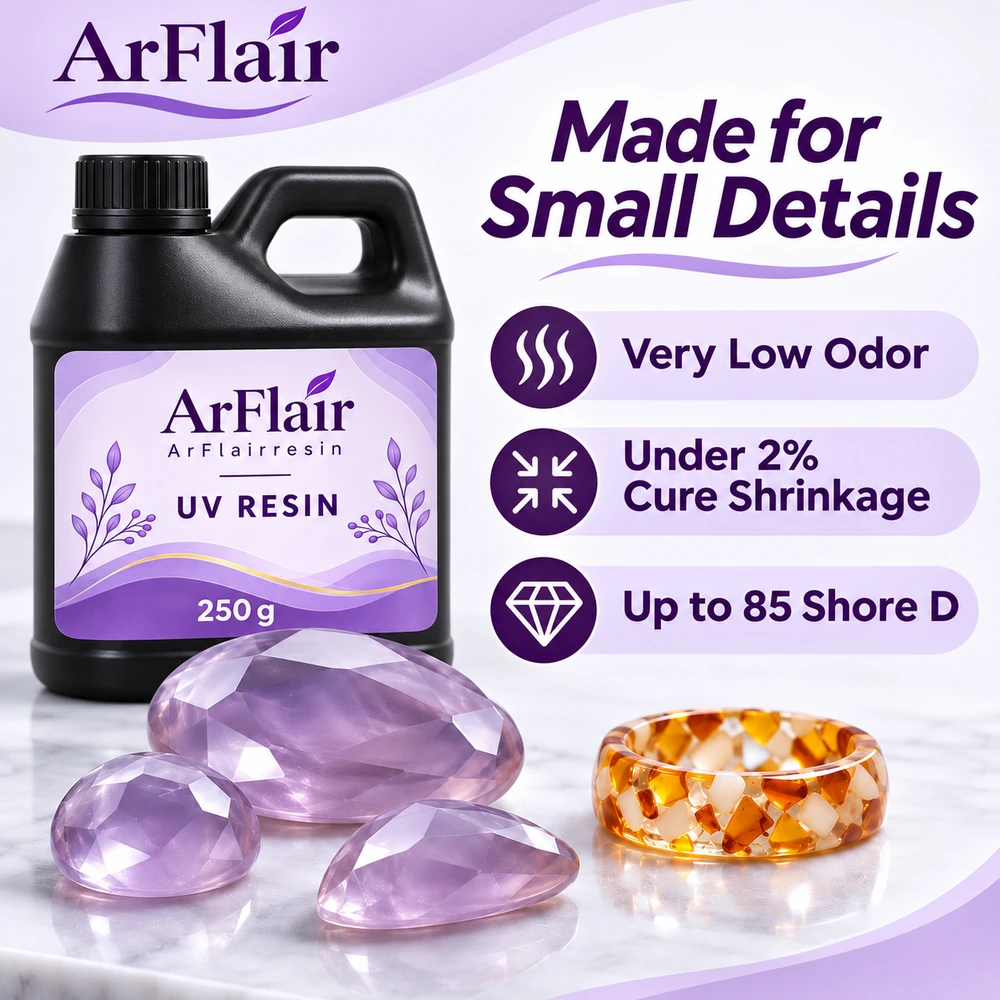 ArFlair
Made for
Small Details
Very Low Odor
Under 2%
Cure Shrinkage
Up to 85 Shore D
ArFlair
ArFlairresin
UV RESIN
250 g